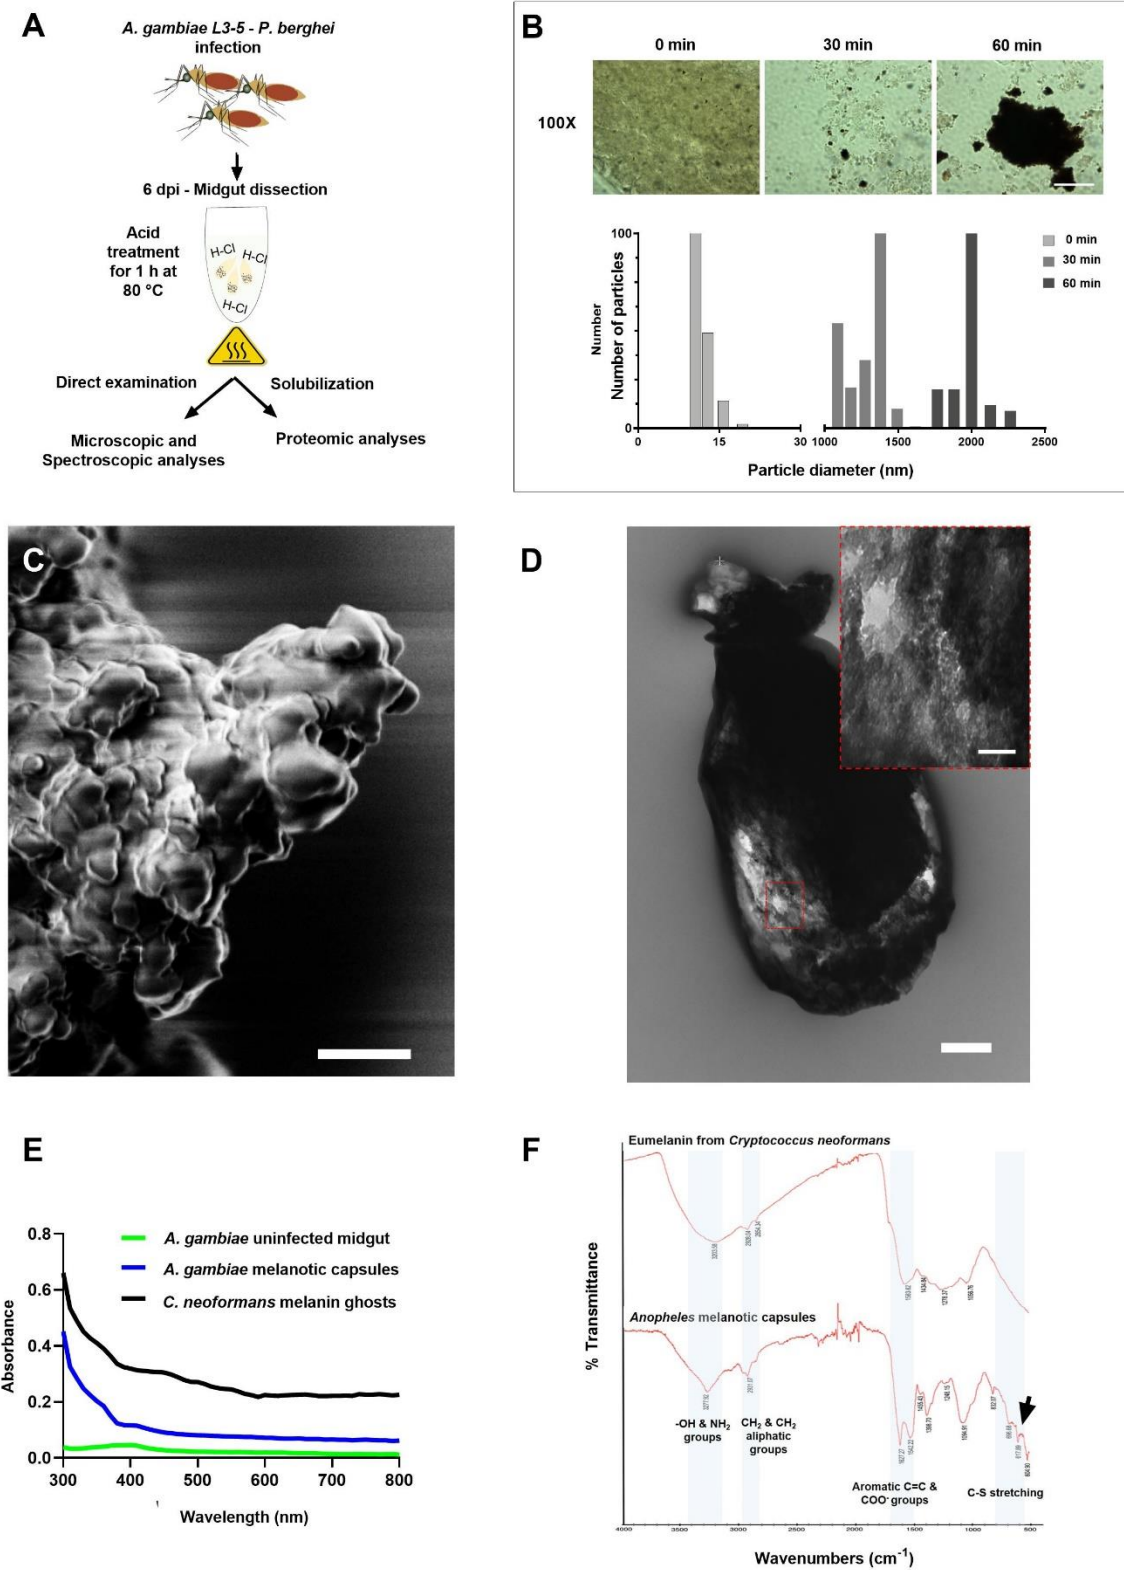 A
A. gambiae L3-5 - P. berghei
infection
6 dpi - Midgut dissection
Acid
treatment
for 1 h at
80 °C
H-Cl
H-Cl
H-Cl
Direct examination
Solubilization
Microscopic and
Spectroscopic analyses
Proteomic analyses
B
0 min
30 min
60 min
100X
100
0
Number
Number of particles
0 min
30 min
60 min
0
15
30
1000
1500
2000
2500
Particle diameter (nm)
C
D
E
0.8
0.6
0.4
0.2
0.0
Absorbance
A. gambiae uninfected midgut
A. gambiae melanotic capsules
C. neoformans melanin ghosts
300
400
500
600
700
800
Wavelength (nm)
F
Eumelanin from Cryptococcus neoformans
Anopheles melanotic capsules
% Transmittance
-OH & NH₂
groups
CH₂ & CH₂
aliphatic
groups
Aromatic C=C &
COO⁻ groups
C-S stretching
4000
3500
3000
2500
2000
1500
1000
500
Wavenumbers (cm⁻¹)